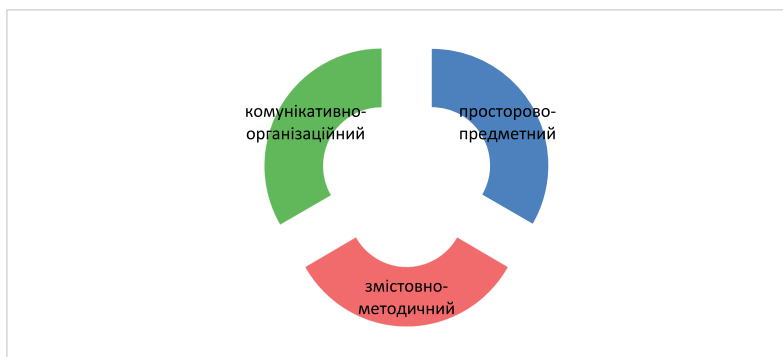 комунікативно-
організаційний
просторово-
предметний
змістовно-
методичний